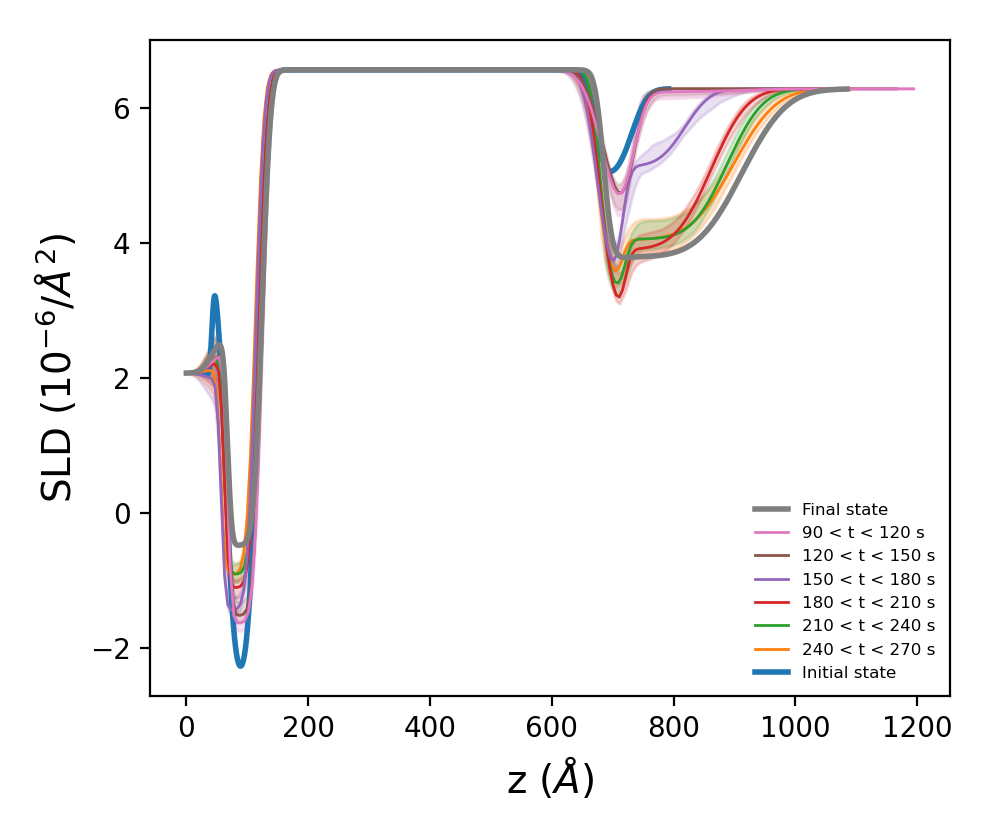 SLD (10⁻⁶/Å²)
6
4
2
0
−2
0 200 400 600 800 1000 1200
z (Å)
Final state
90 < t < 120 s
120 < t < 150 s
150 < t < 180 s
180 < t < 210 s
210 < t < 240 s
240 < t < 270 s
Initial state